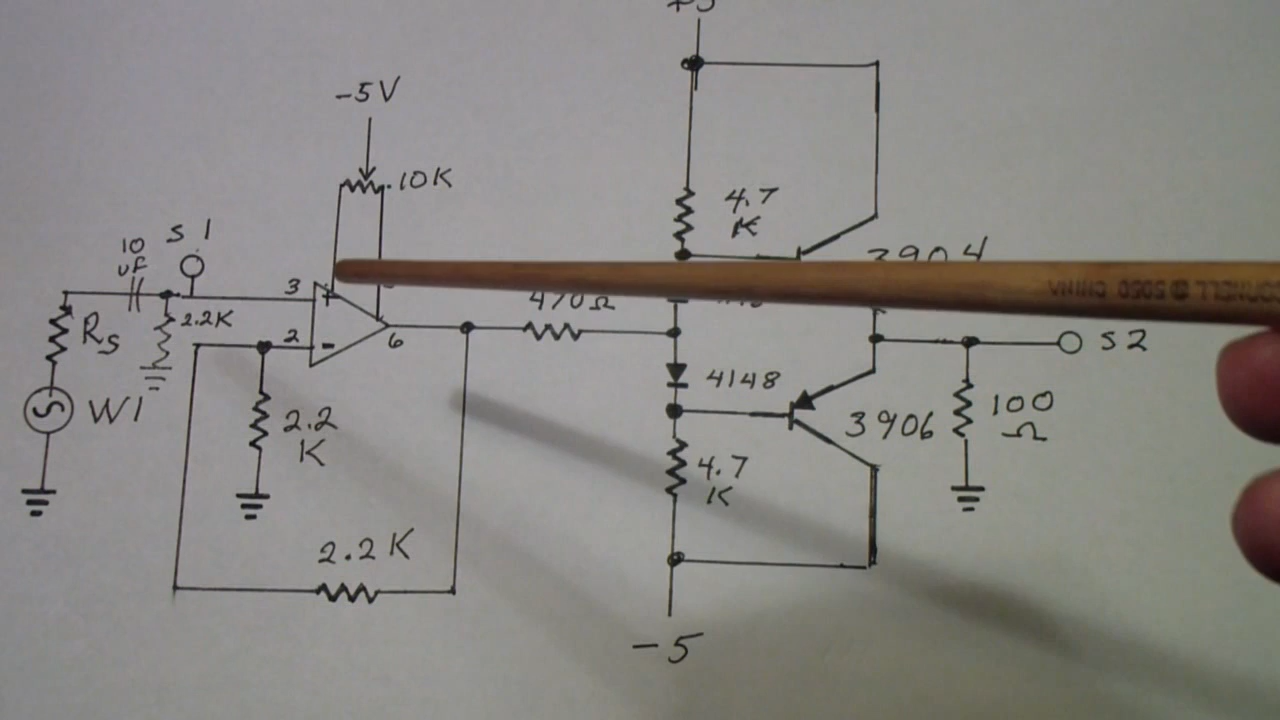 +5
-5V
10K
4.7
K
S1
10
uF
3
2.2K
Rs
2
+
-
6
470Ω
3904
S2
4148
W1
2.2
K
3906
100
Ω
4.7
K
2.2K
-5